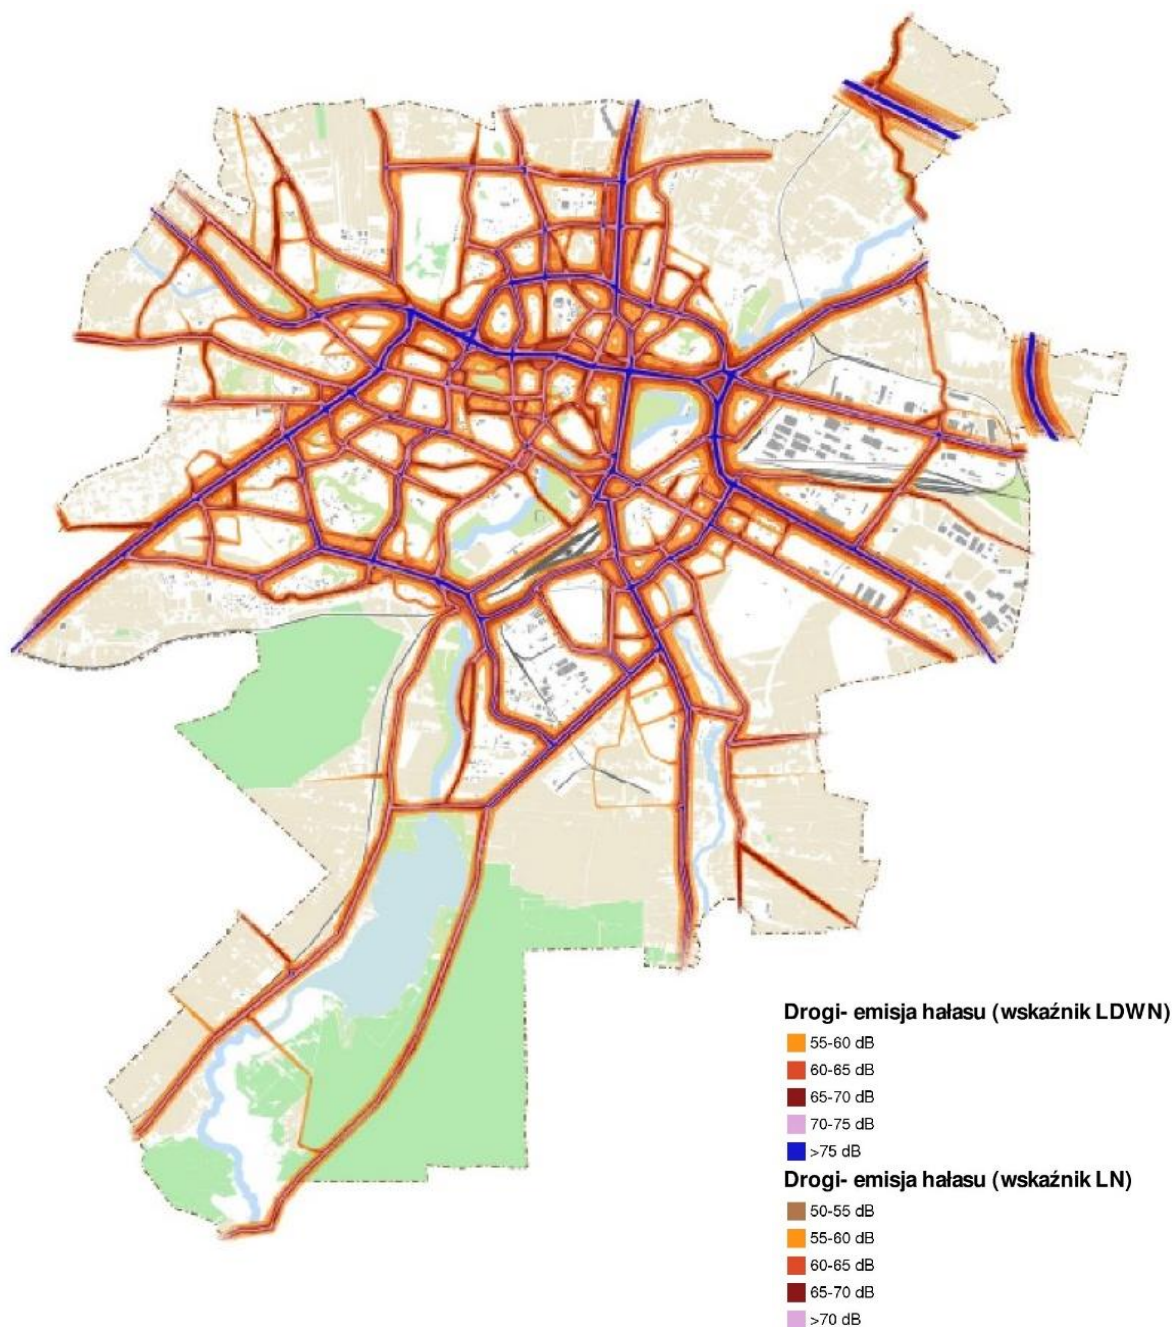 Drogi- emisja hałasu (wskaźnik LDWN)
55-60 dB
60-65 dB
65-70 dB
70-75 dB
>75 dB
Drogi- emisja hałasu (wskaźnik LN)
50-55 dB
55-60 dB
60-65 dB
65-70 dB
>70 dB